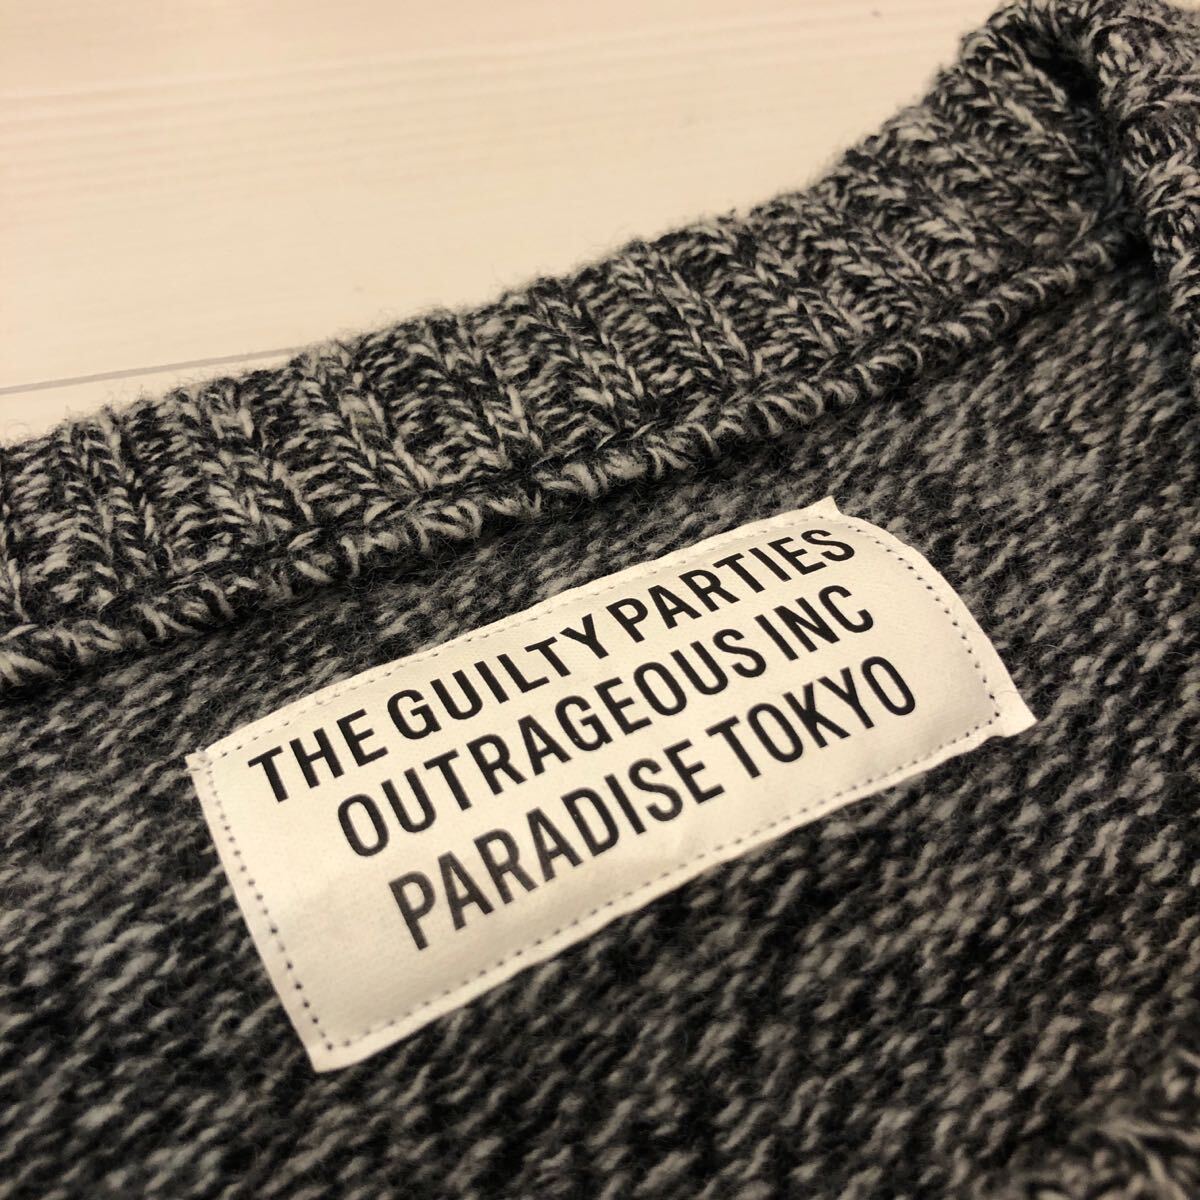 THE GUILTY PARTIES
OUTRAGEOUS INC
PARADISE TOKYO